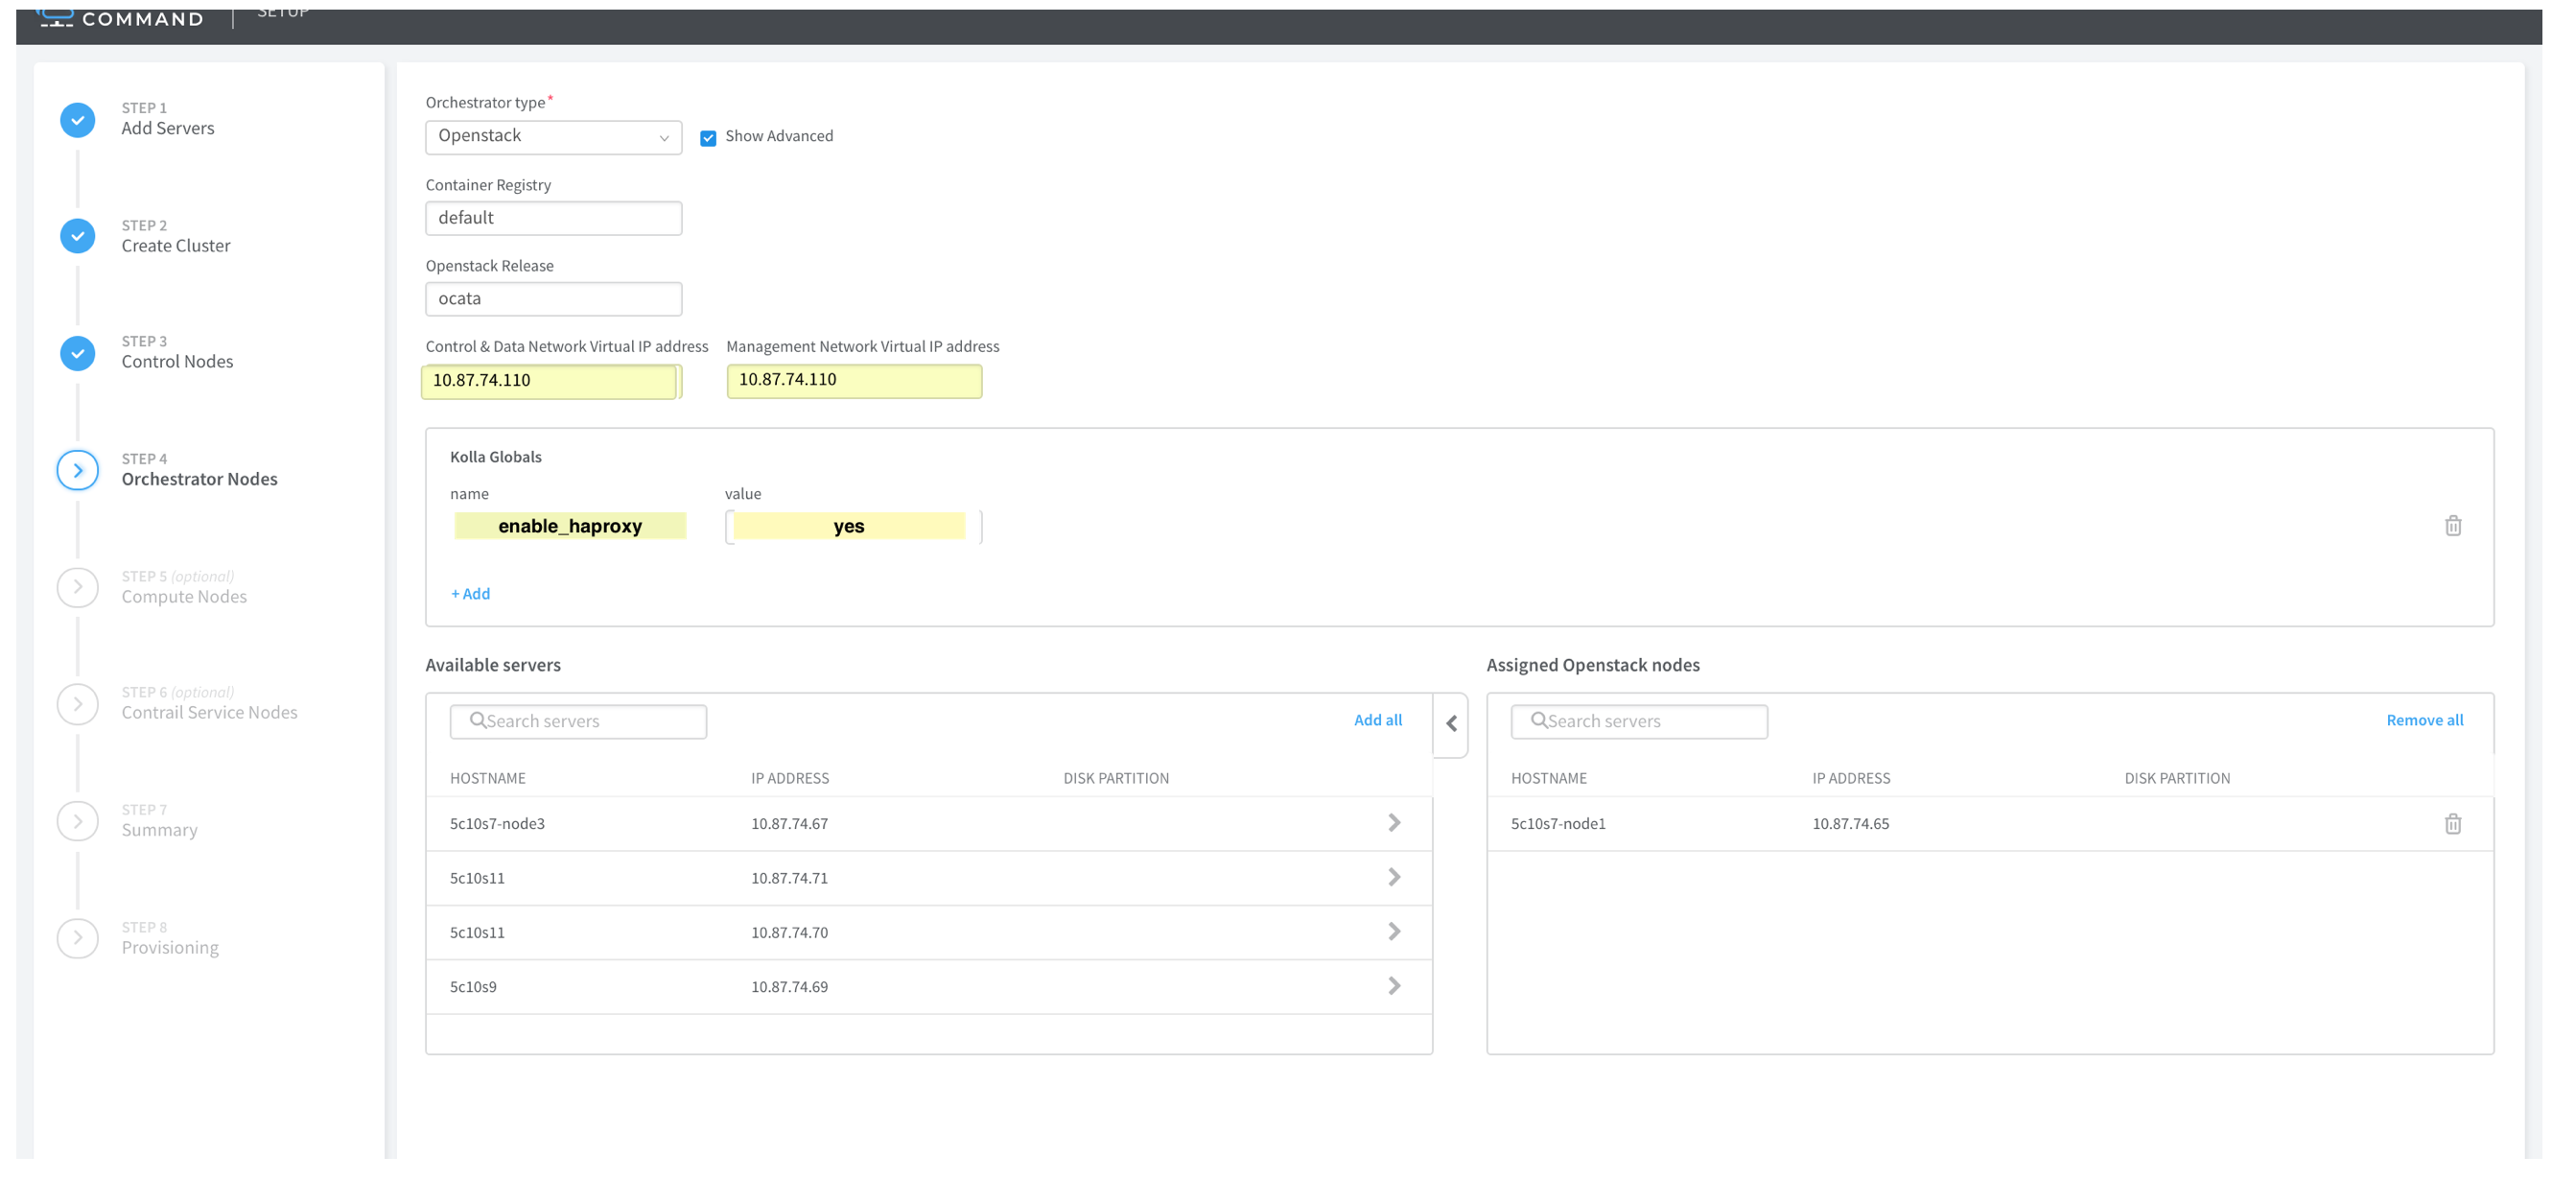 COMMAND
SETUP
STEP 1
Add Servers
STEP 2
Create Cluster
STEP 3
Control Nodes
STEP 4
Orchestrator Nodes
STEP 5 (optional)
Compute Nodes
STEP 6 (optional)
Contrail Service Nodes
STEP 7
Summary
STEP 8
Provisioning
Orchestrator type*
Openstack
Show Advanced
Container Registry
default
Openstack Release
ocata
Control & Data Network Virtual IP address Management Network Virtual IP address
10.87.74.110 10.87.74.110
Kolla Globals
name value
enable_haproxy yes
+ Add
Available servers
Search servers Add all
HOSTNAME IP ADDRESS DISK PARTITION
5c10s7-node3 10.87.74.67
5c10s11 10.87.74.71
5c10s11 10.87.74.70
5c10s9 10.87.74.69
Assigned Openstack nodes
Search servers Remove all
HOSTNAME IP ADDRESS DISK PARTITION
5c10s7-node1 10.87.74.65